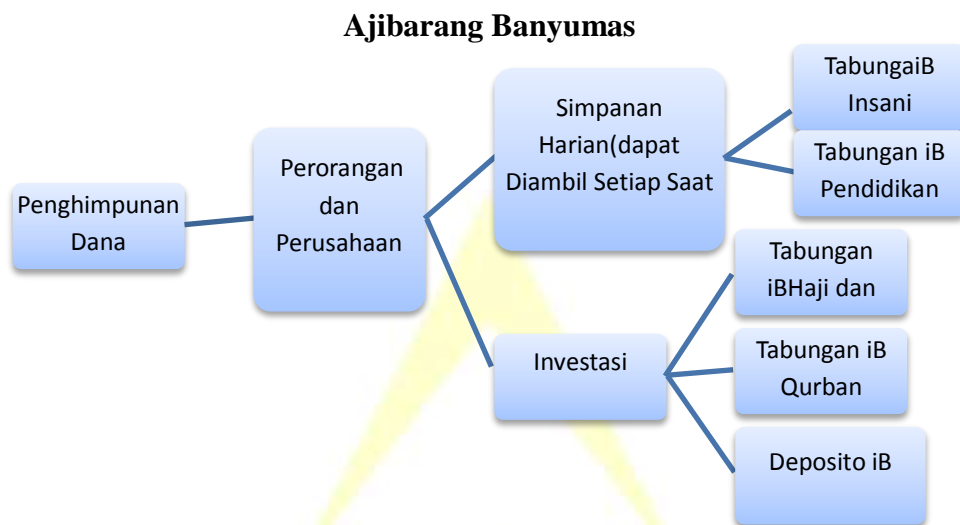 Ajibarang Banyumas
Penghimpunan
Dana
Perorangan
dan
Perusahaan
Simpanan
Harian(dapat
Diambil Setiap Saat
TabungaiB
Insani
Tabungan iB
Pendidikan
Investasi
Tabungan
iBHaji dan
Tabungan iB
Qurban
Deposito iB